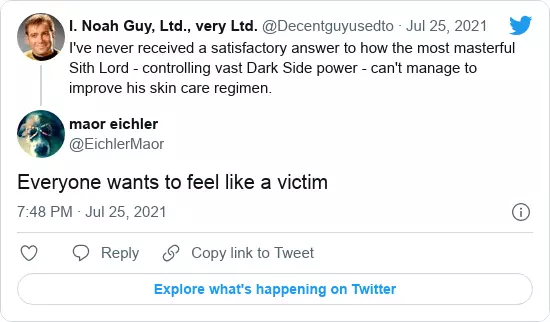 I. Noah Guy, Ltd., very Ltd. @Decentguyusedto · Jul 25, 2021
I've never received a satisfactory answer to how the most masterful
Sith Lord - controlling vast Dark Side power - can't manage to
improve his skin care regimen.
maor eichler
@EichlerMaor
Everyone wants to feel like a victim
7:48 PM · Jul 25, 2021
Reply Copy link to Tweet
Explore what's happening on Twitter